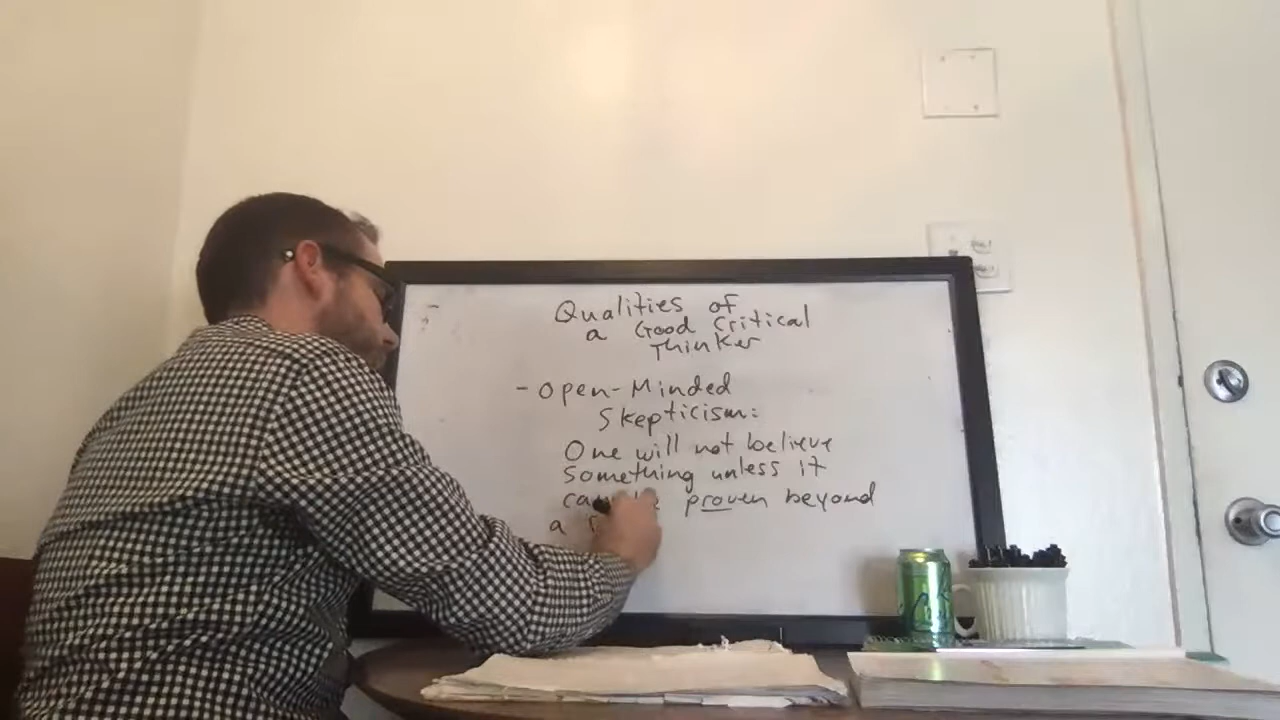 Qualities of
a Good Critical
Thinker
- Open-Minded
Skepticism:
One will not believe
something unless it
proven beyond
a